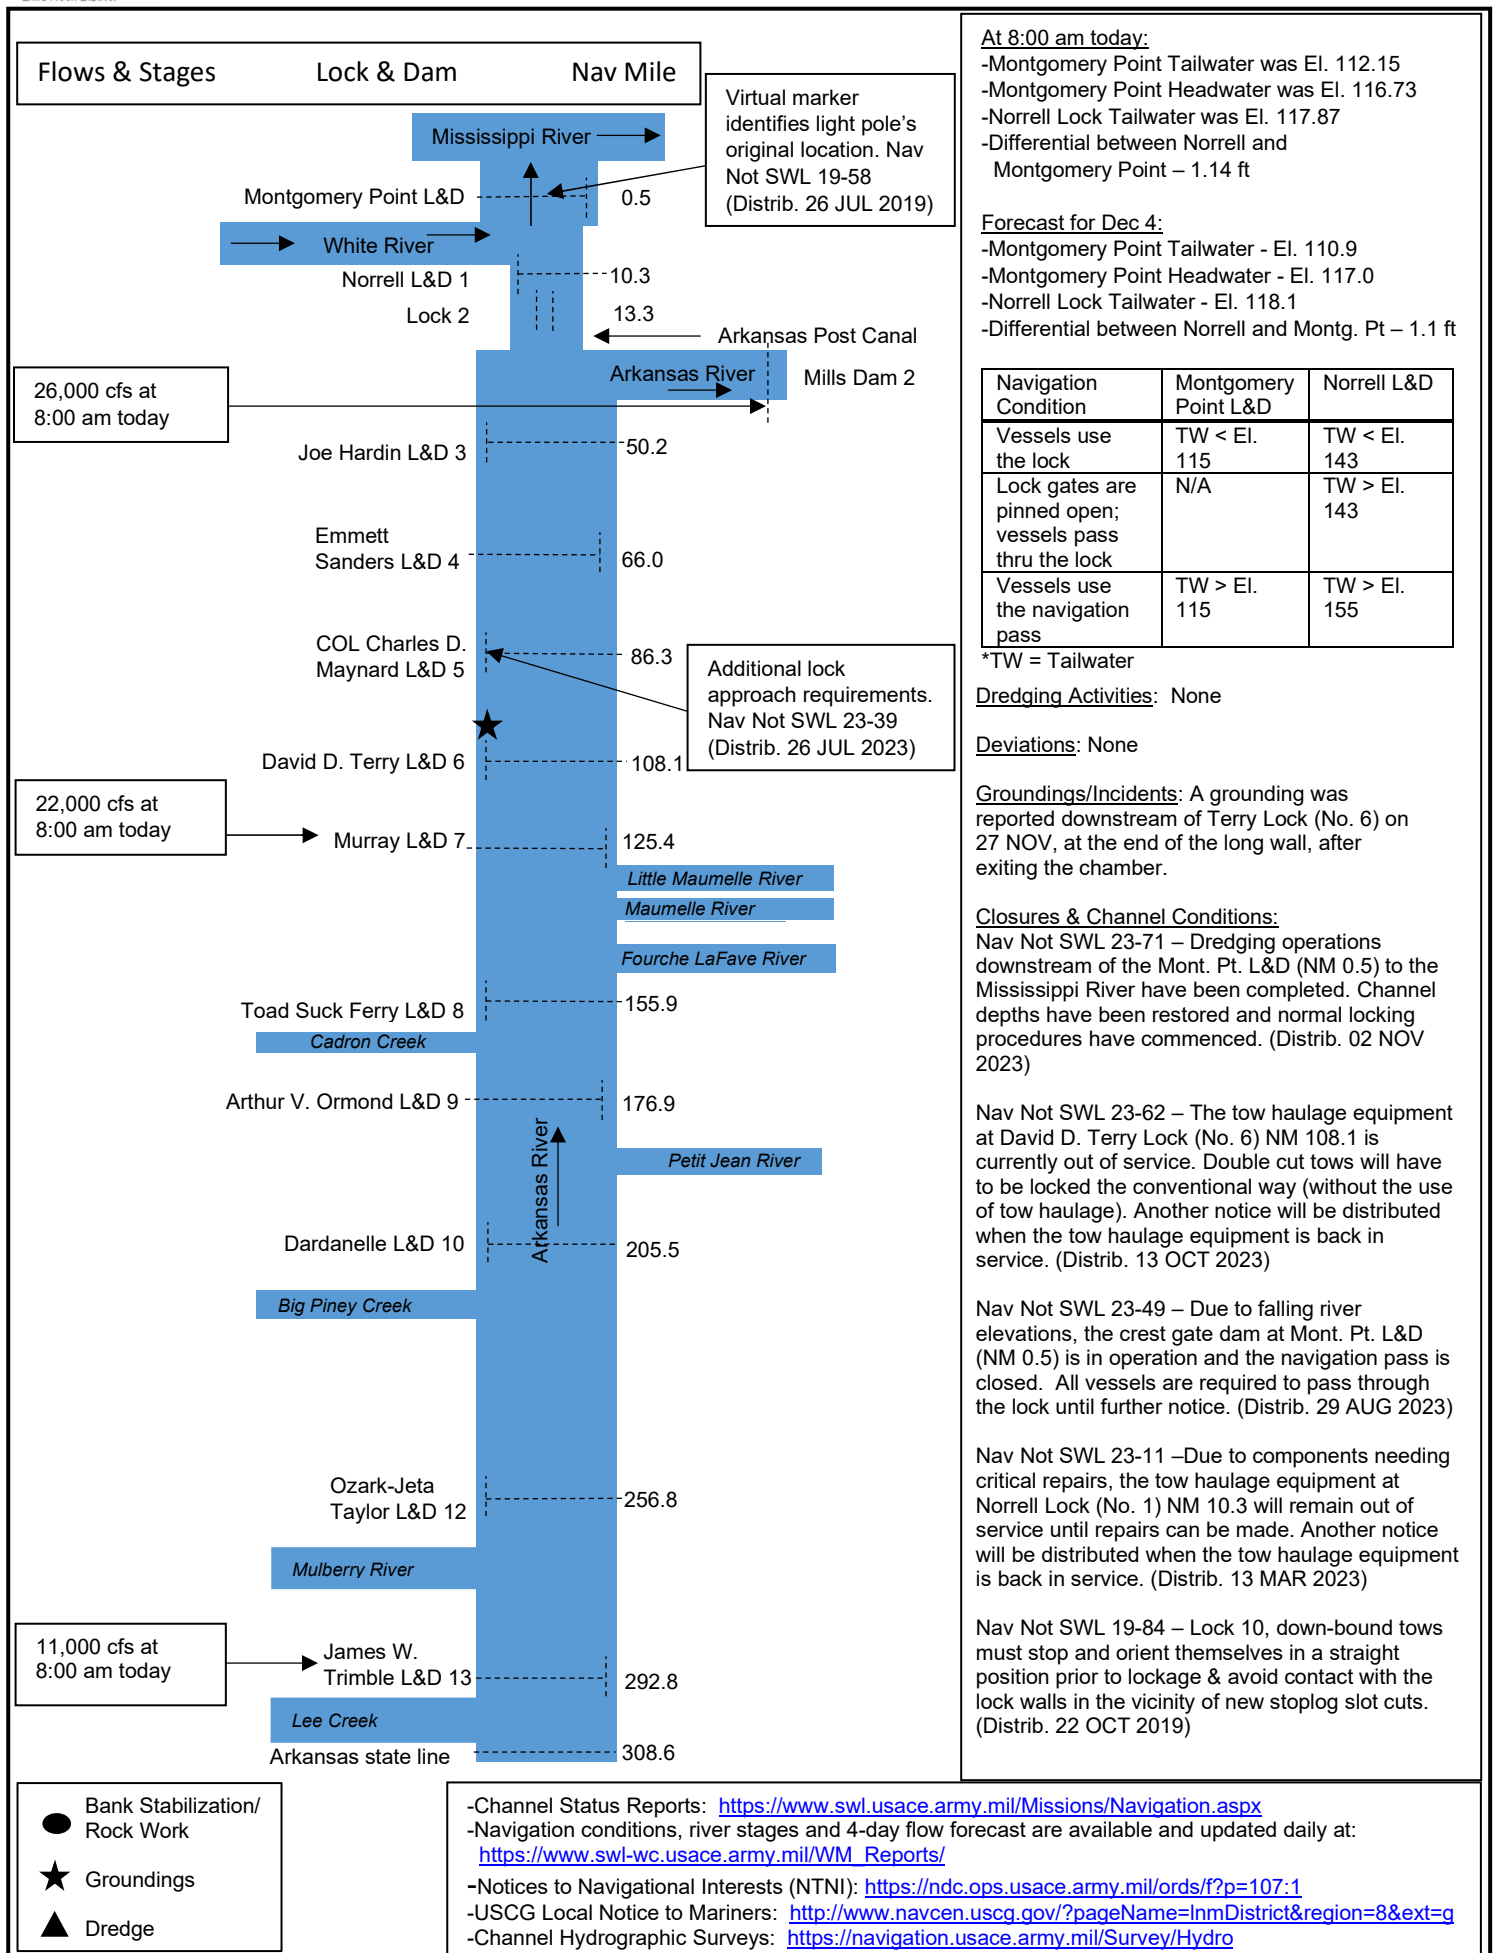 Flows & Stages Lock & Dam Nav Mile
Virtual marker
identifies light pole's
original location. Nav
Not SWL 19-58
(Distrib. 26 JUL 2019)
Mississippi River
Montgomery Point L&D
0.5
White River
Norrell L&D 1
10.3
Lock 2
13.3
Arkansas Post Canal
Arkansas River
Mills Dam 2
26,000 cfs at
8:00 am today
Joe Hardin L&D 3
50.2
Emmett
Sanders L&D 4
66.0
COL Charles D.
Maynard L&D 5
86.3
Additional lock
approach requirements.
Nav Not SWL 23-39
(Distrib. 26 JUL 2023)
David D. Terry L&D 6
108.1
22,000 cfs at
8:00 am today
Murray L&D 7
125.4
Little Maumelle River
Maumelle River
Fourche LaFave River
Toad Suck Ferry L&D 8
155.9
Cadron Creek
Arthur V. Ormond L&D 9
176.9
Arkansas River
Petit Jean River
Dardanelle L&D 10
205.5
Big Piney Creek
Ozark-Jeta
Taylor L&D 12
256.8
Mulberry River
11,000 cfs at
8:00 am today
James W.
Trimble L&D 13
292.8
Lee Creek
Arkansas state line
308.6
At 8:00 am today:
-Montgomery Point Tailwater was El. 112.15
-Montgomery Point Headwater was El. 116.73
-Norrell Lock Tailwater was El. 117.87
-Differential between Norrell and
Montgomery Point – 1.14 ft
Forecast for Dec 4:
-Montgomery Point Tailwater - El. 110.9
-Montgomery Point Headwater - El. 117.0
-Norrell Lock Tailwater - El. 118.1
-Differential between Norrell and Montg. Pt – 1.1 ft
Navigation Montgomery Norrell L&D
Condition Point L&D
Vessels use TW < El. TW < El.
the lock 115 143
Lock gates are N/A TW > El.
pinned open; 143
vessels pass
thru the lock
Vessels use TW > El. TW > El.
the navigation 115 155
pass
*TW = Tailwater
Dredging Activities: None
Deviations: None
Groundings/Incidents: A grounding was
reported downstream of Terry Lock (No. 6) on
27 NOV, at the end of the long wall, after
exiting the chamber.
Closures & Channel Conditions:
Nav Not SWL 23-71 – Dredging operations
downstream of the Mont. Pt. L&D (NM 0.5) to the
Mississippi River have been completed. Channel
depths have been restored and normal locking
procedures have commenced. (Distrib. 02 NOV
2023)
Nav Not SWL 23-62 – The tow haulage equipment
at David D. Terry Lock (No. 6) NM 108.1 is
currently out of service. Double cut tows will have
to be locked the conventional way (without the use
of tow haulage). Another notice will be distributed
when the tow haulage equipment is back in
service. (Distrib. 13 OCT 2023)
Nav Not SWL 23-49 – Due to falling river
elevations, the crest gate dam at Mont. Pt. L&D
(NM 0.5) is in operation and the navigation pass is
closed. All vessels are required to pass through
the lock until further notice. (Distrib. 29 AUG 2023)
Nav Not SWL 23-11 –Due to components needing
critical repairs, the tow haulage equipment at
Norrell Lock (No. 1) NM 10.3 will remain out of
service until repairs can be made. Another notice
will be distributed when the tow haulage equipment
is back in service. (Distrib. 13 MAR 2023)
Nav Not SWL 19-84 – Lock 10, down-bound tows
must stop and orient themselves in a straight
position prior to lockage & avoid contact with the
lock walls in the vicinity of new stoplog slot cuts.
(Distrib. 22 OCT 2019)
Bank Stabilization/
Rock Work
Groundings
Dredge
-Channel Status Reports: https://www.swl.usace.army.mil/Missions/Navigation.aspx
-Navigation conditions, river stages and 4-day flow forecast are available and updated daily at:
https://www.swl-wc.usace.army.mil/WM_Reports/
-Notices to Navigational Interests (NTNI): https://ndc.ops.usace.army.mil/ords/f?p=107:1
-USCG Local Notice to Mariners: http://www.navcen.uscg.gov/?pageName=lnmDistrict&region=8&ext=g
-Channel Hydrographic Surveys: https://navigation.usace.army.mil/Survey/Hydro